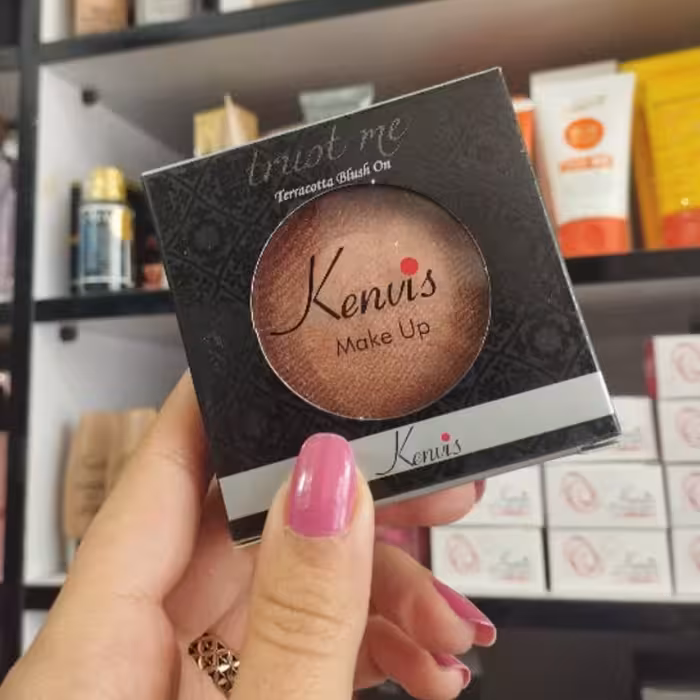 trust me
Terracotta Blush On
Kenvis
Make Up
Kenvis